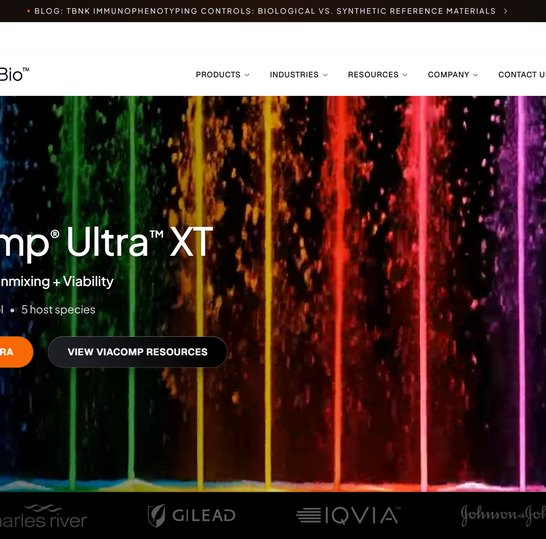 • BLOG: TBNK IMMUNOPHENOTYPING CONTROLS: BIOLOGICAL VS. SYNTHETIC REFERENCE MATERIALS >
Bio™
PRODUCTS
INDUSTRIES
RESOURCES
COMPANY
CONTACT U
mp® Ultra™ XT
nmixing + Viability
l • 5 host species
RA
VIEW VIACOMP RESOURCES
harles river
GILEAD
IQVIA
Johnson & Joh